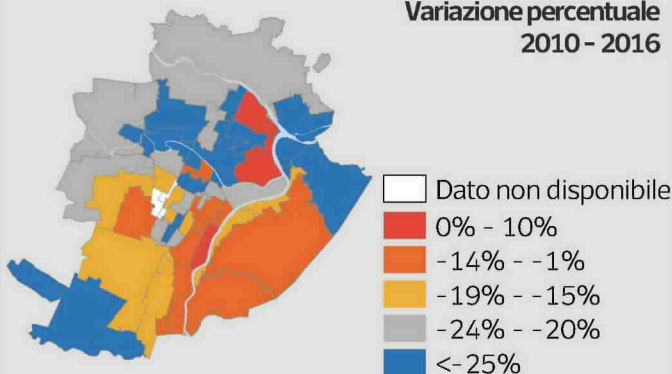 Variazione percentuale
2010 - 2016
Dato non disponibile
0% - 10%
-14% - -1%
-19% - -15%
-24% - -20%
<-25%